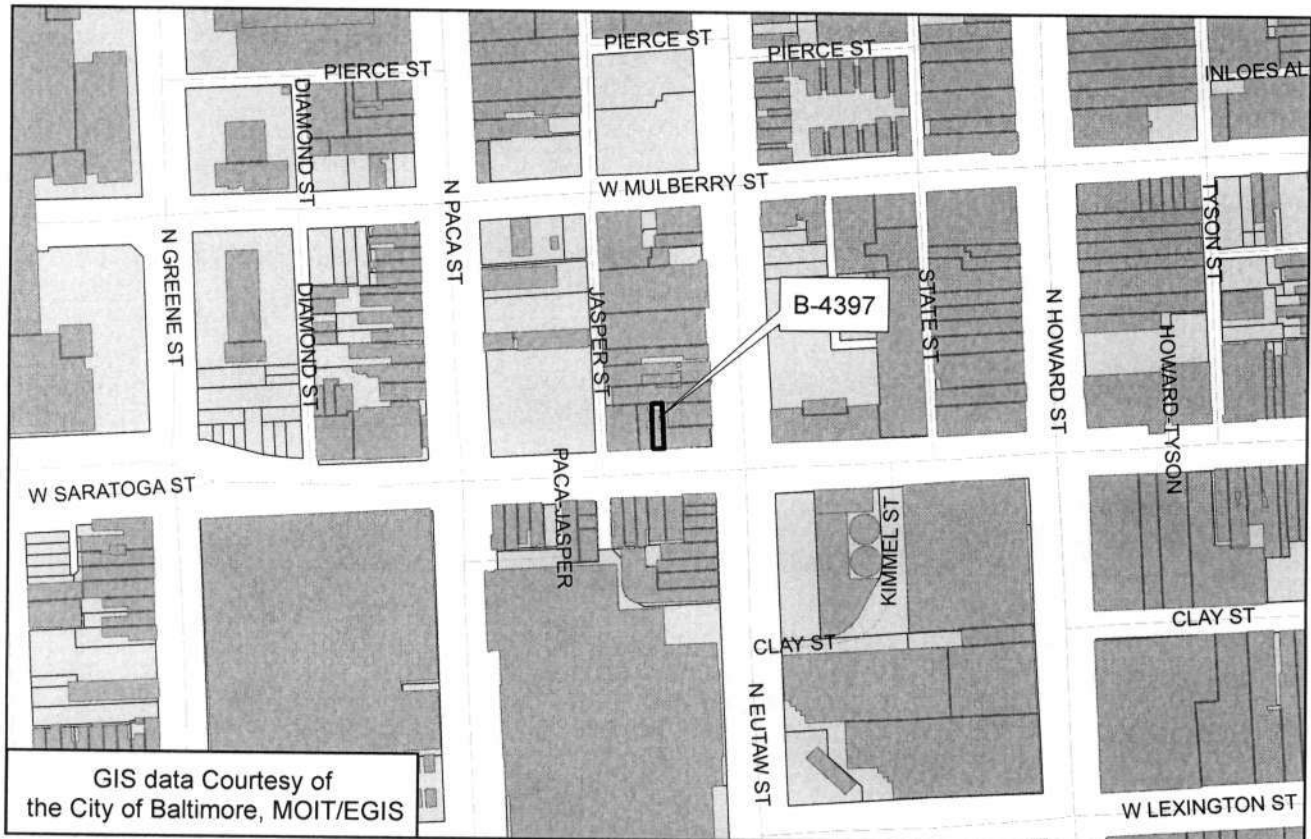 PIERCE ST
PIERCE ST
PIERCE ST
INLOES AL
DIAMOND ST
W MULBERRY ST
N PACA ST
TYSON ST
N GREENE ST
DIAMOND ST
JASPER ST
B-4397
STATE ST
N HOWARD ST
HOWARD-TYSON
W SARATOGA ST
PACA-JASPER
KIMMEL ST
CLAY ST
CLAY ST
N EUTAW ST
W LEXINGTON ST
GIS data Courtesy of
the City of Baltimore, MOIT/EGIS